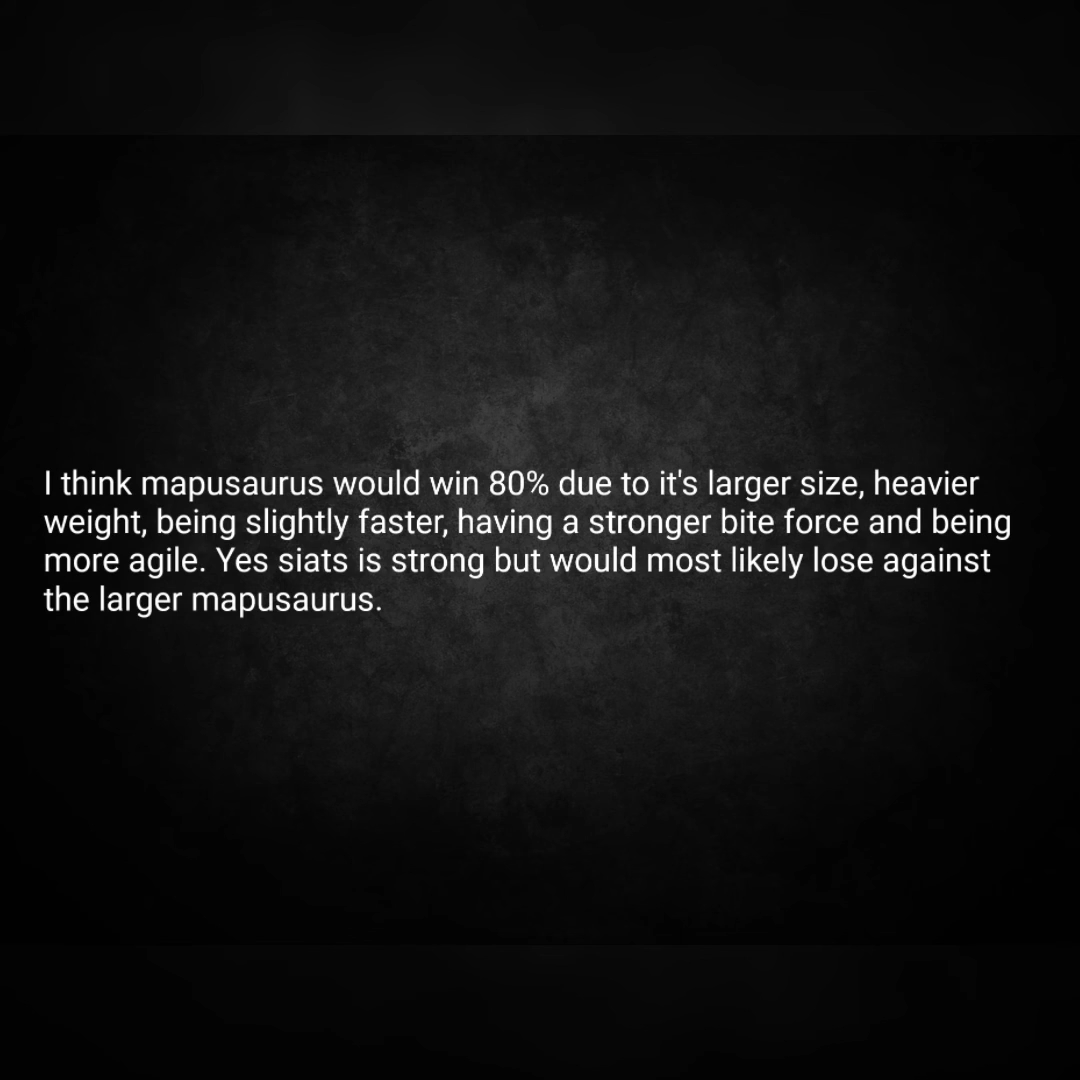 I think mapusaurus would win 80% due to it's larger size, heavier
weight, being slightly faster, having a stronger bite force and being
more agile. Yes siats is strong but would most likely lose against
the larger mapusaurus.